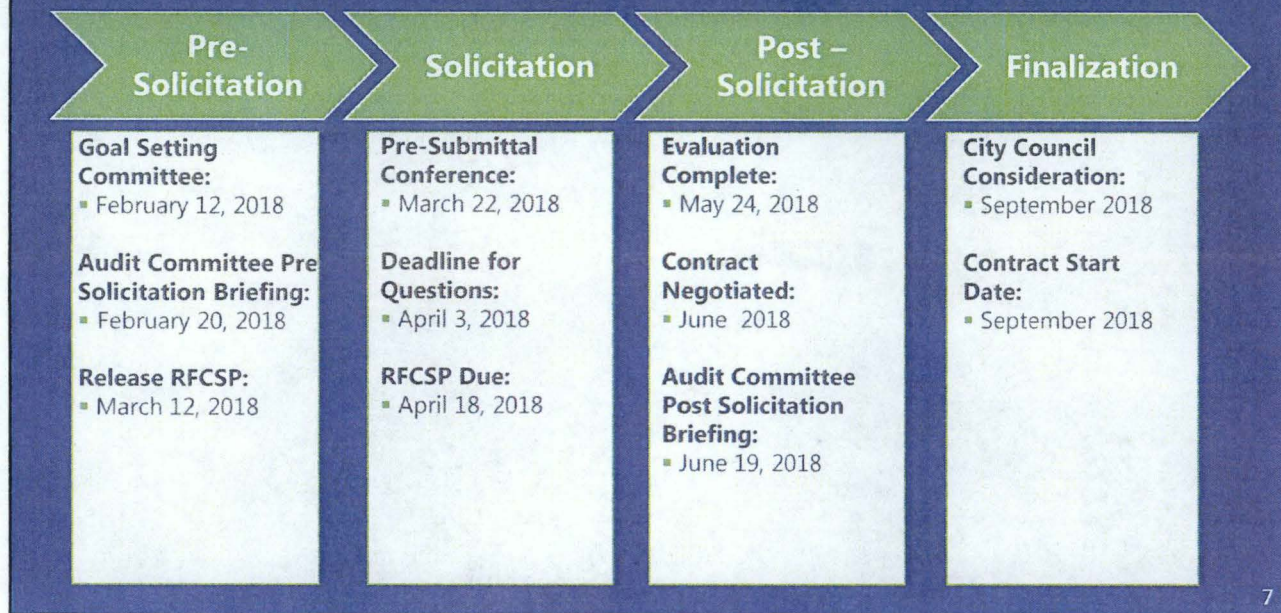 Pre-
Solicitation
Goal Setting
Committee:
▪ February 12, 2018
Audit Committee Pre
Solicitation Briefing:
▪ February 20, 2018
Release RFCSP:
▪ March 12, 2018
Solicitation
Pre-Submittal
Conference:
▪ March 22, 2018
Deadline for
Questions:
▪ April 3, 2018
RFCSP Due:
▪ April 18, 2018
Post –
Solicitation
Evaluation
Complete:
▪ May 24, 2018
Contract
Negotiated:
▪ June 2018
Audit Committee
Post Solicitation
Briefing:
▪ June 19, 2018
Finalization
City Council
Consideration:
▪ September 2018
Contract Start
Date:
▪ September 2018
7